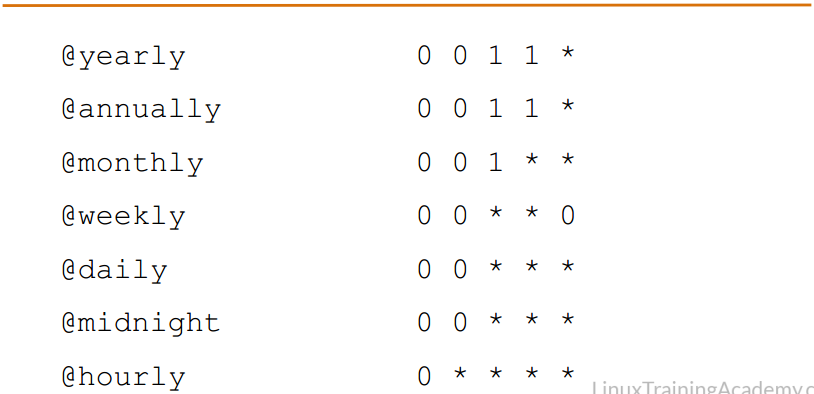 @yearly 0 0 1 1 *
@annually 0 0 1 1 *
@monthly 0 0 1 * *
@weekly 0 0 * * 0
@daily 0 0 * * *
@midnight 0 0 * * *
@hourly 0 * * * *
LinuxTrainingAcademy.c